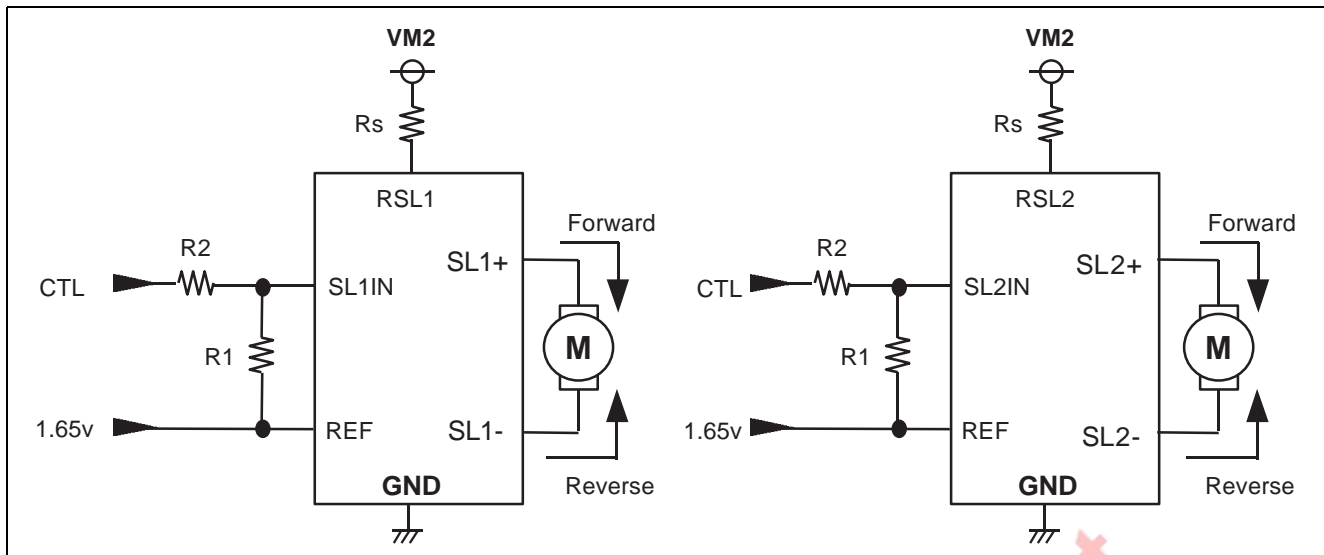 VM2
Rs
RSL1
Forward
R2
SL1+
CTL
SL1IN
R1
M
1.65v
REF
SL1-
GND
Reverse
VM2
Rs
RSL2
Forward
R2
SL2+
CTL
SL2IN
R1
M
1.65v
REF
SL2-
GND
Reverse